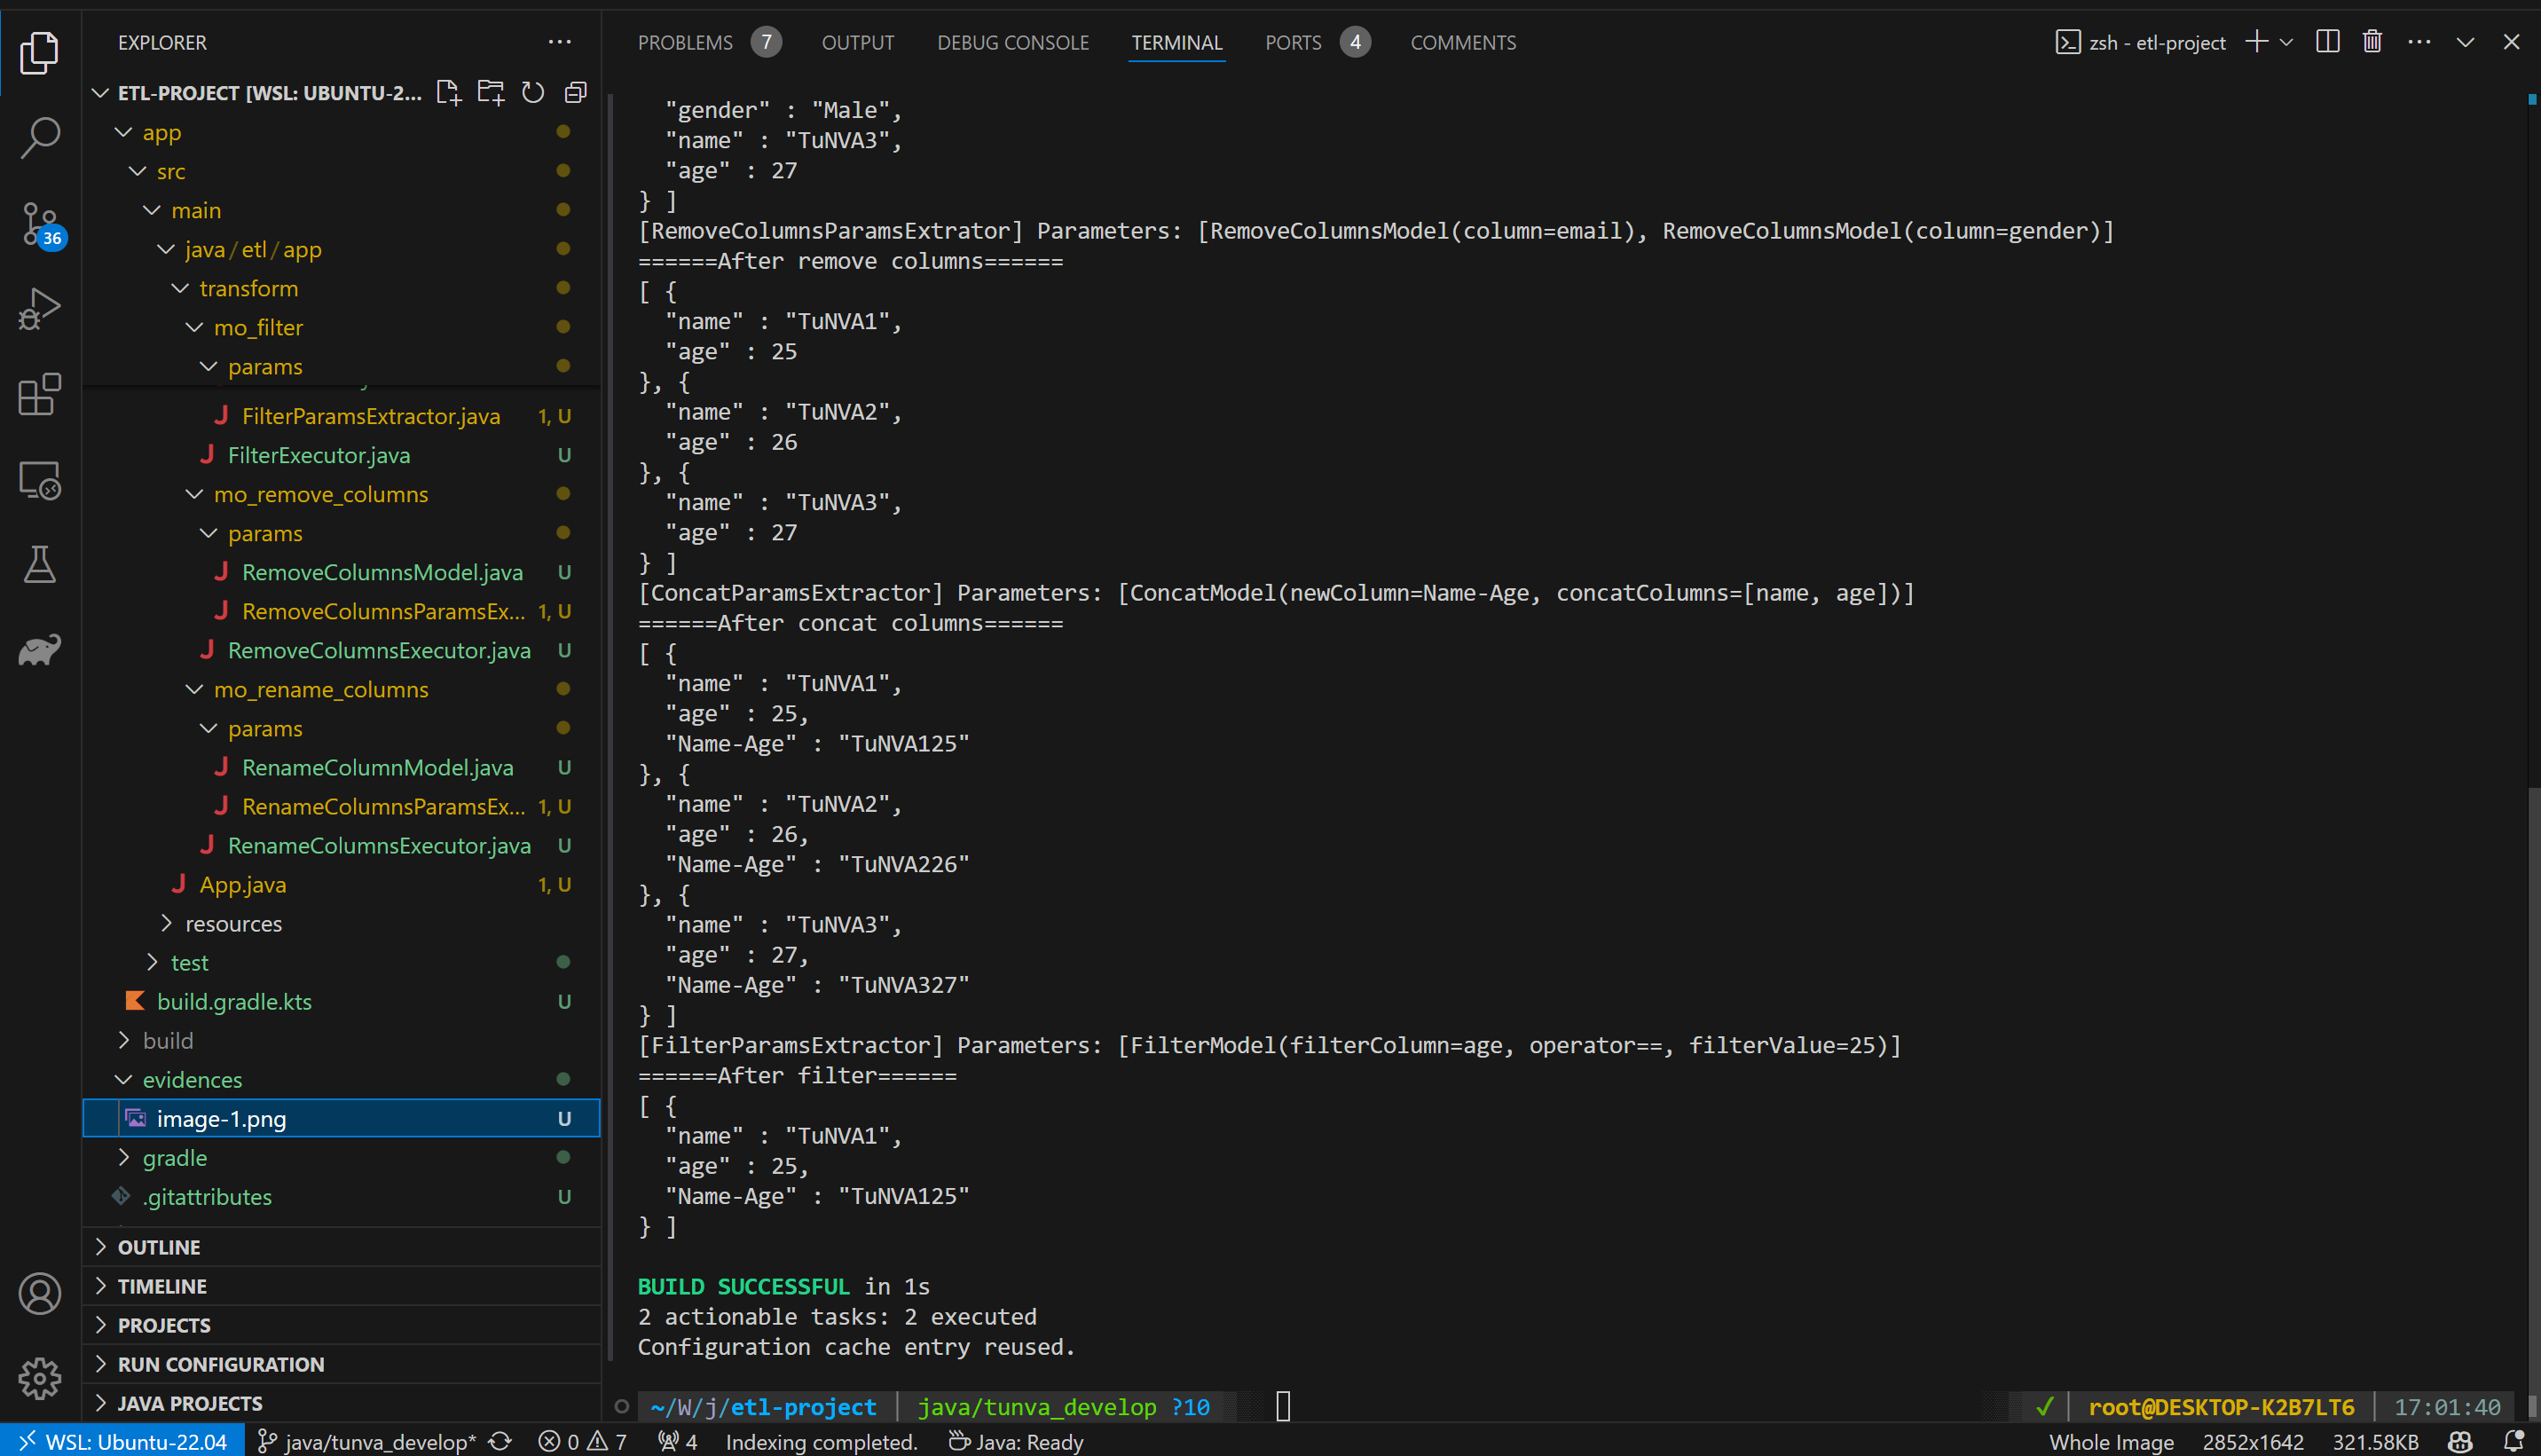 EXPLORER
ETL-PROJECT [WSL: UBUNTU-2...
app
src
main
java / etl / app
transform
mo_filter
params
FilterParamsExtractor.java 1, U
FilterExecutor.java U
mo_remove_columns
params
RemoveColumnsModel.java U
RemoveColumnsParamsEx... 1, U
RemoveColumnsExecutor.java U
mo_rename_columns
params
RenameColumnModel.java U
RenameColumnsParamsEx... 1, U
RenameColumnsExecutor.java U
App.java 1, U
resources
test
build.gradle.kts U
build
evidences
image-1.png U
gradle
.gitattributes U
OUTLINE
TIMELINE
PROJECTS
RUN CONFIGURATION
JAVA PROJECTS
36
PROBLEMS 7 OUTPUT DEBUG CONSOLE TERMINAL PORTS 4 COMMENTS
zsh - etl-project
"gender" : "Male",
"name" : "TuNVA3",
"age" : 27
} ]
[RemoveColumnsParamsExtrator] Parameters: [RemoveColumnsModel(column=email), RemoveColumnsModel(column=gender)]
======After remove columns======
[ {
"name" : "TuNVA1",
"age" : 25
}, {
"name" : "TuNVA2",
"age" : 26
}, {
"name" : "TuNVA3",
"age" : 27
} ]
[ConcatParamsExtractor] Parameters: [ConcatModel(newColumn=Name-Age, concatColumns=[name, age])]
======After concat columns======
[ {
"name" : "TuNVA1",
"age" : 25,
"Name-Age" : "TuNVA125"
}, {
"name" : "TuNVA2",
"age" : 26,
"Name-Age" : "TuNVA226"
}, {
"name" : "TuNVA3",
"age" : 27,
"Name-Age" : "TuNVA327"
} ]
[FilterParamsExtractor] Parameters: [FilterModel(filterColumn=age, operator==, filterValue=25)]
======After filter======
[ {
"name" : "TuNVA1",
"age" : 25,
"Name-Age" : "TuNVA125"
} ]
BUILD SUCCESSFUL in 1s
2 actionable tasks: 2 executed
Configuration cache entry reused.
~/W/j/etl-project java/tunva_develop ?10 ✓ root@DESKTOP-K2B7LT6 17:01:40
WSL: Ubuntu-22.04 java/tunva_develop* 0 7 4 Indexing completed. Java: Ready Whole Image 2852x1642 321.58KB